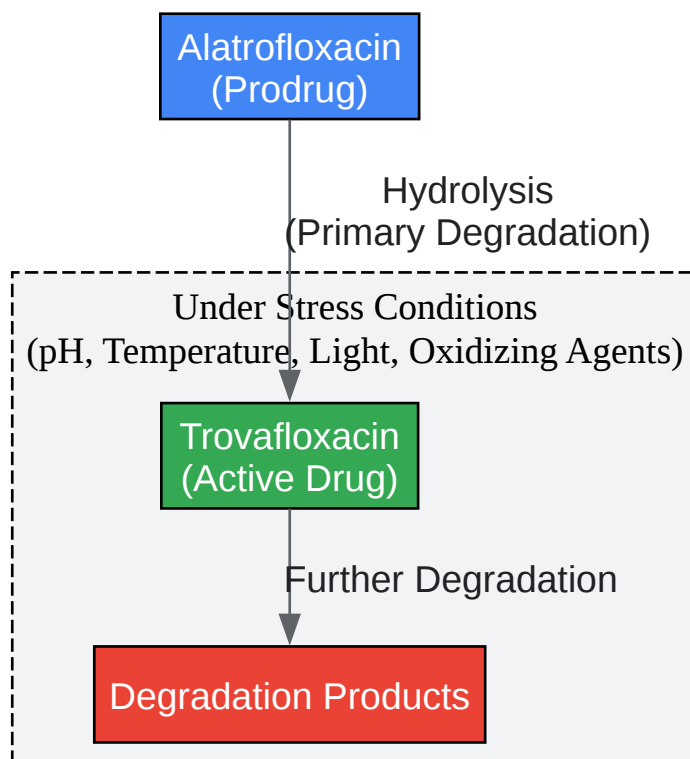 Alatrofloxacin
(Prodrug)
Hydrolysis
(Primary Degradation)
Under Stress Conditions
(pH, Temperature, Light, Oxidizing Agents)
Trovafloxacin
(Active Drug)
Further Degradation
Degradation Products